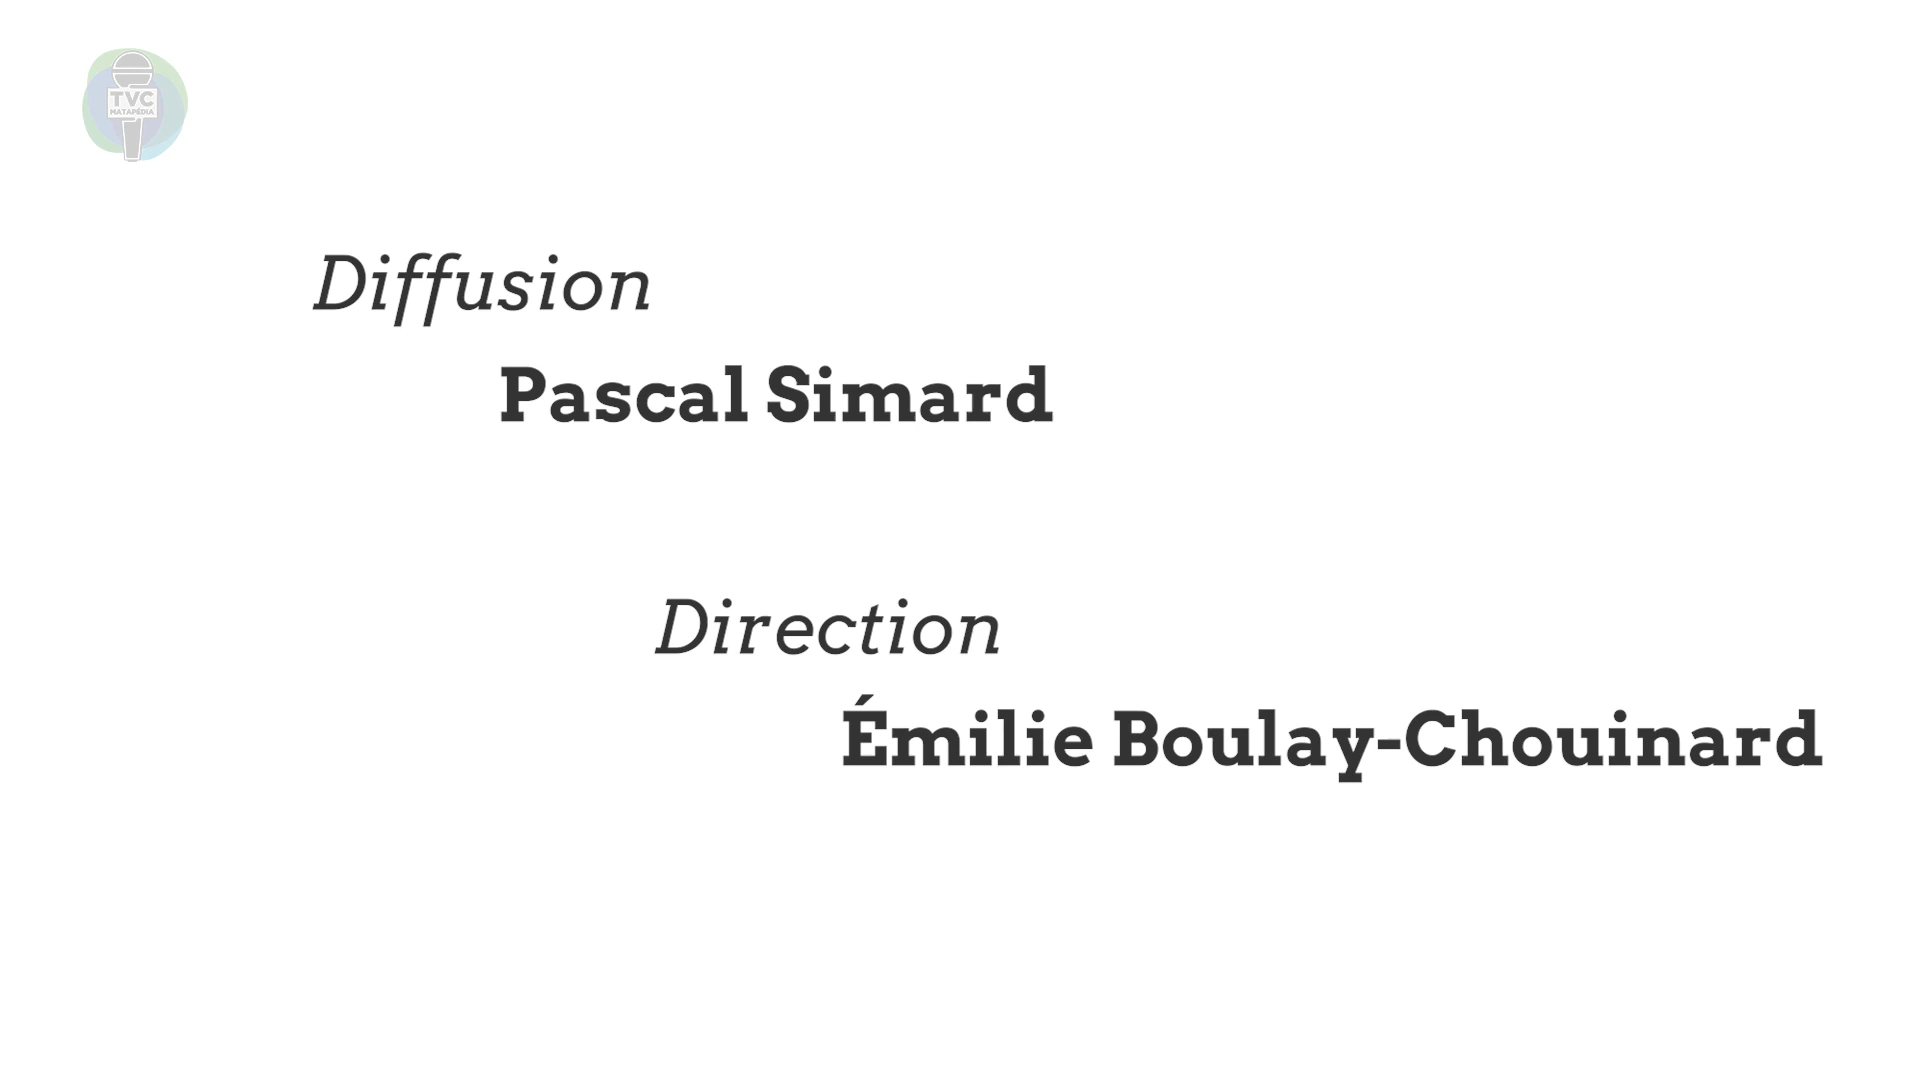 TVC
MATAPÉDIA
Diffusion
Pascal Simard
Direction
Émilie Boulay-Chouinard